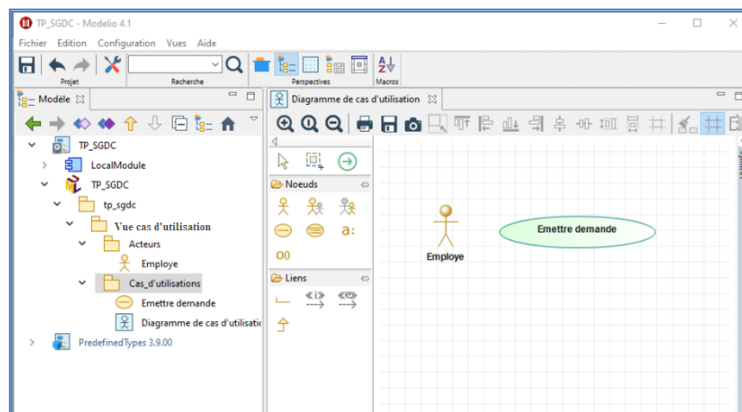 TP_SGDC - Modelio 4.1
Fichier Edition Configuration Vues Aide
Projet Recherche Perspectives Macros
Modèle
Diagramme de cas d'utilisation
TP_SGDC
LocalModule
TP_SGDC
tp_sgdc
Vue cas d'utilisation
Acteurs
Employe
Cas_d'utilisations
Emettre demande
Diagramme de cas d'utilisati
PredefinedTypes 3.9.00
Noeuds
a:
Liens
«i» «e»
Employe
Emettre demande